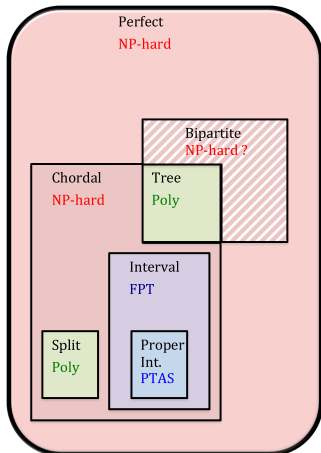 Perfect
NP-hard
Bipartite
NP-hard ?
Chordal
NP-hard
Tree
Poly
Interval
FPT
Split
Poly
Proper
Int.
PTAS